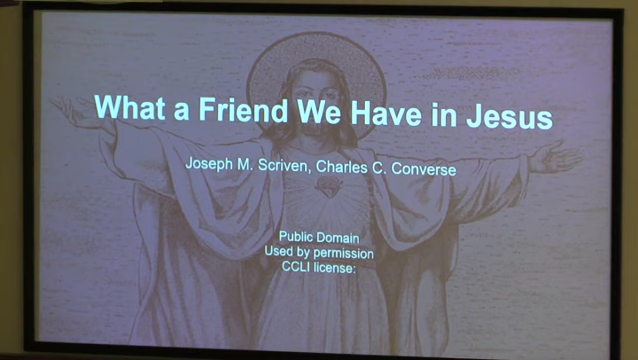 What a Friend We Have in Jesus
Joseph M. Scriven, Charles C. Converse
Public Domain
Used by permission
CCLI license: